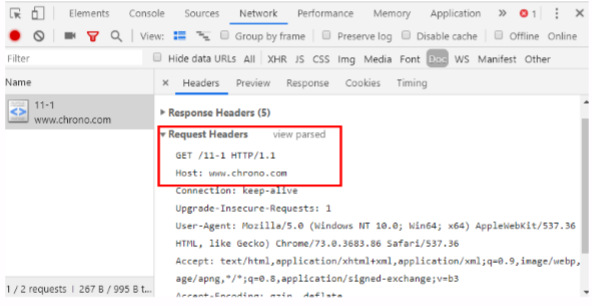 Elements Console Sources Network Performance Memory Application » 1
View: Group by frame Preserve log Disable cache Offline Online
Filter Hide data URLs All XHR JS CSS Img Media Font Doc WS Manifest Other
Name
× Headers Preview Response Cookies Timing
11-1
www.chrono.com
Response Headers (5)
Request Headers view parsed
GET /11-1 HTTP/1.1
Host: www.chrono.com
Connection: keep-alive
Upgrade-Insecure-Requests: 1
User-Agent: Mozilla/5.0 (Windows NT 10.0; Win64; x64) AppleWebKit/537.36
HTML, like Gecko) Chrome/73.0.3683.86 Safari/537.36
Accept: text/html,application/xhtml+xml,application/xml;q=0.9,image/webp,
age/apng,*/*;q=0.8,application/signed-exchange;v=b3
Accept-Encoding: gzip, deflate
1 / 2 requests | 267 B / 995 B t...